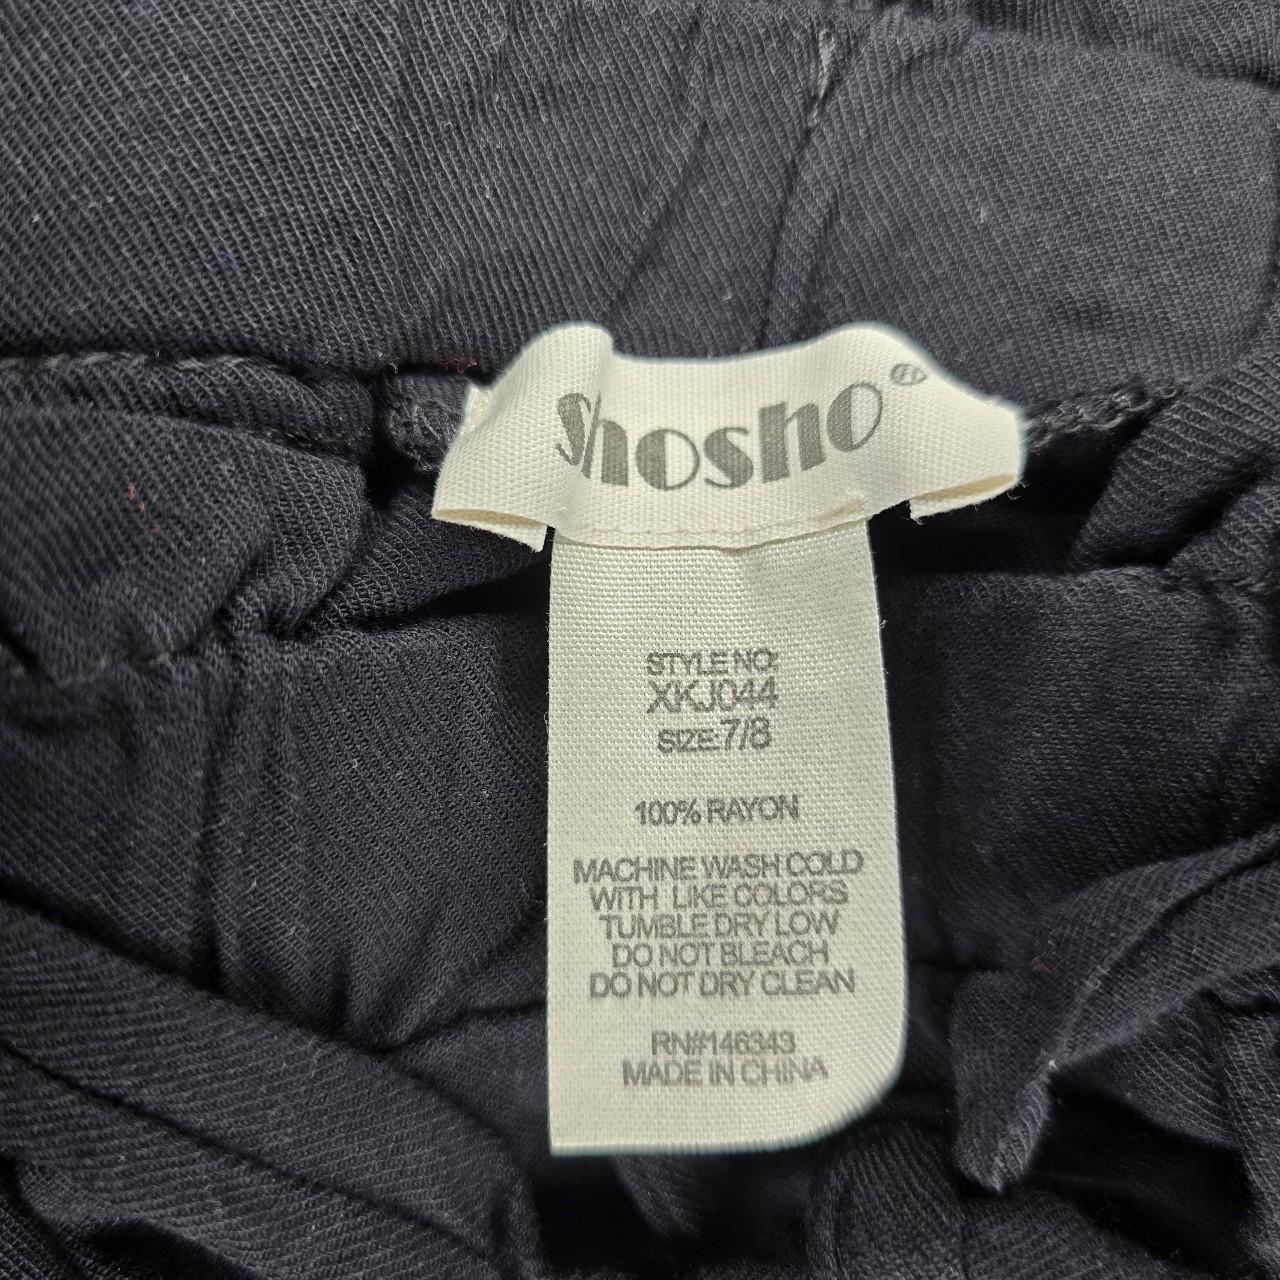 Shosho®
STYLE NO:
XKJ044
SIZE:7/8
100% RAYON
MACHINE WASH COLD
WITH LIKE COLORS
TUMBLE DRY LOW
DO NOT BLEACH
DO NOT DRY CLEAN
RN#146343
MADE IN CHINA